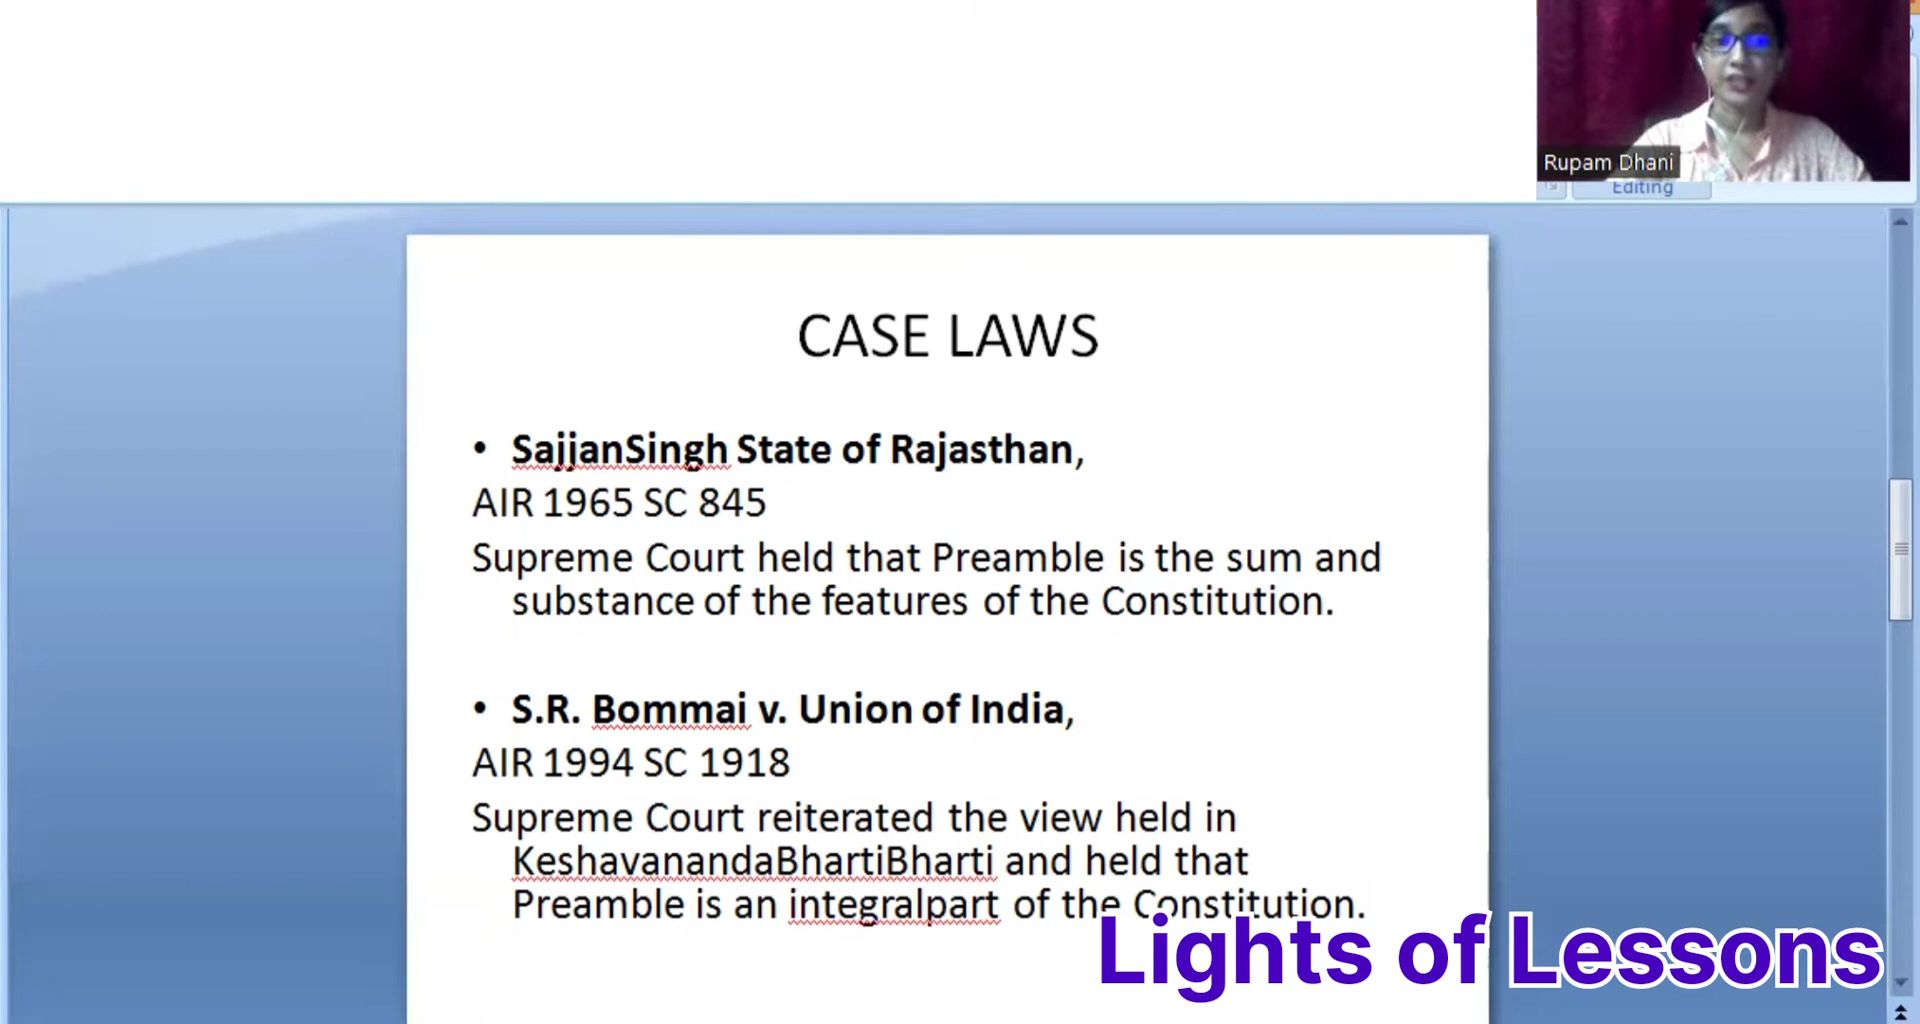 Rupam Dhani
Editing
CASE LAWS
• SajjanSingh State of Rajasthan,
AIR 1965 SC 845
Supreme Court held that Preamble is the sum and
substance of the features of the Constitution.
• S.R. Bommai v. Union of India,
AIR 1994 SC 1918
Supreme Court reiterated the view held in
KeshavanandaBhartiBharti and held that
Preamble is an integralpart of the Constitution.
Lights of Lessons